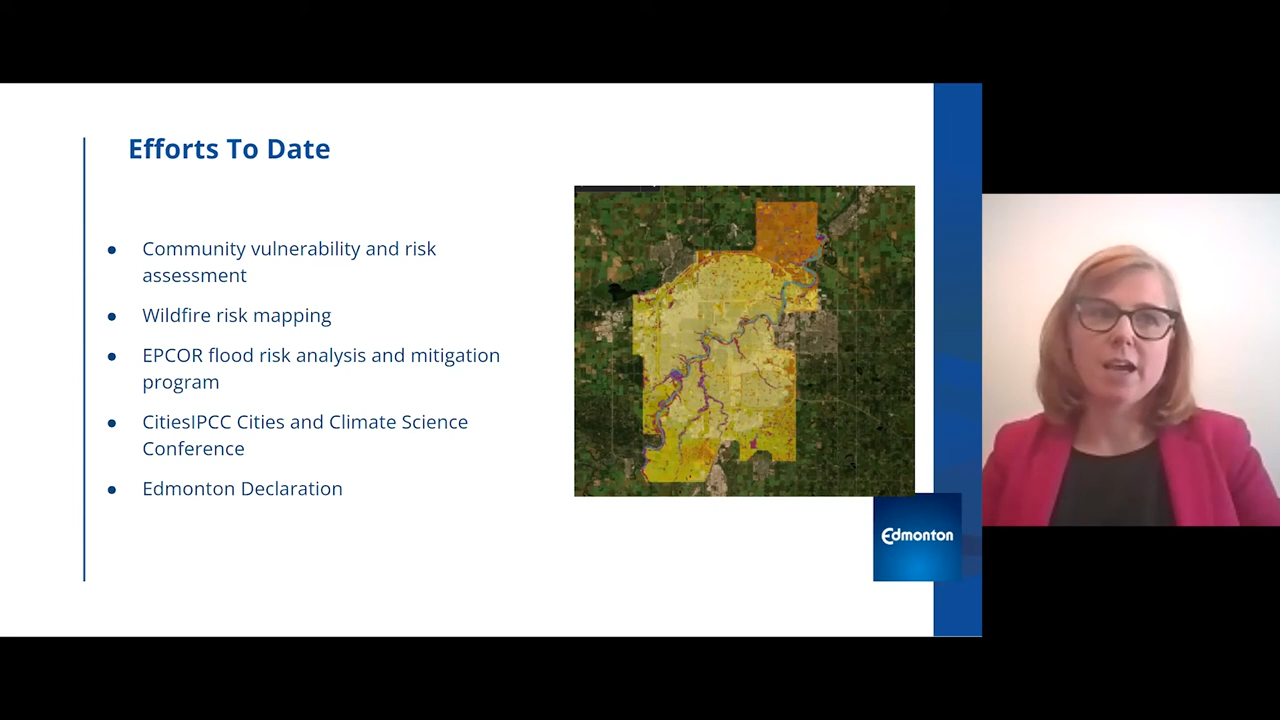 Efforts To Date
● Community vulnerability and risk
assessment
● Wildfire risk mapping
● EPCOR flood risk analysis and mitigation
program
● CitiesIPCC Cities and Climate Science
Conference
● Edmonton Declaration
Edmonton